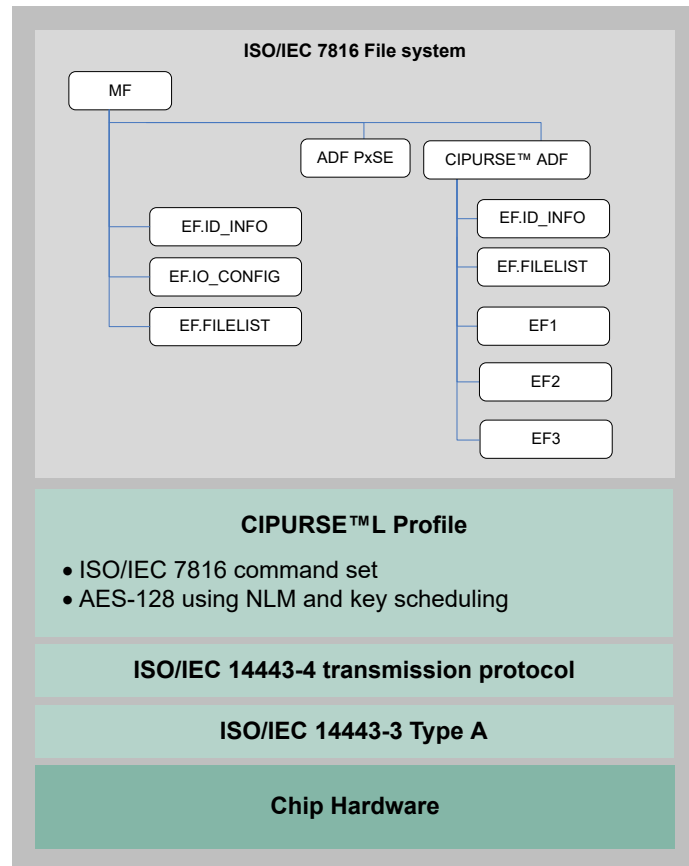 ISO/IEC 7816 File system
MF
ADF PxSE
CIPURSE™ ADF
EF.ID_INFO
EF.IO_CONFIG
EF.FILELIST
EF.ID_INFO
EF.FILELIST
EF1
EF2
EF3
CIPURSE™L Profile
• ISO/IEC 7816 command set
• AES-128 using NLM and key scheduling
ISO/IEC 14443-4 transmission protocol
ISO/IEC 14443-3 Type A
Chip Hardware